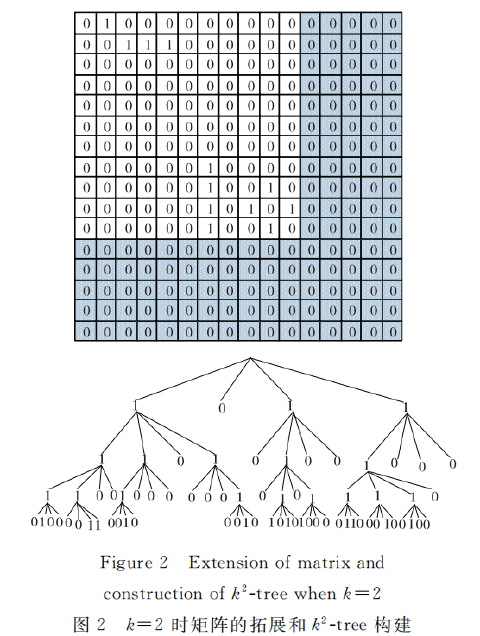 0 1 0 0 0 0 0 0 0 0 0 0 0 0 0 0
0 0 1 1 1 0 0 0 0 0 0 0 0 0 0 0
0 0 0 0 0 0 0 0 0 0 0 0 0 0 0 0
0 0 0 0 0 0 0 0 0 0 0 0 0 0 0 0
0 0 0 0 0 0 0 0 0 0 0 0 0 0 0 0
0 0 0 0 0 0 0 0 0 0 0 0 0 0 0 0
0 0 0 0 0 0 0 0 0 0 0 0 0 0 0 0
0 0 0 0 0 0 1 0 0 0 0 0 0 0 0 0
0 0 0 0 0 0 1 0 0 1 0 0 0 0 0 0
0 0 0 0 0 0 1 0 1 0 1 0 0 0 0 0
0 0 0 0 0 0 1 0 0 1 0 0 0 0 0 0
0 0 0 0 0 0 0 0 0 0 0 0 0 0 0 0
0 0 0 0 0 0 0 0 0 0 0 0 0 0 0 0
0 0 0 0 0 0 0 0 0 0 0 0 0 0 0 0
0 0 0 0 0 0 0 0 0 0 0 0 0 0 0 0
0 0 0 0 0 0 0 0 0 0 0 0 0 0 0 0
1 0 1 1
1 1 0 1 0 1 0 0 1 0 0 0
1 1 0 0 1 0 0 0 0 0 0 1 0 1 0 1 1 1 1 0
0100 0 0 11 0010 0010 1010 100 0 0110 00 10 0100
Figure 2 Extension of matrix and
construction of k²-tree when k=2
图 2 k=2 时矩阵的拓展和 k²-tree 构建